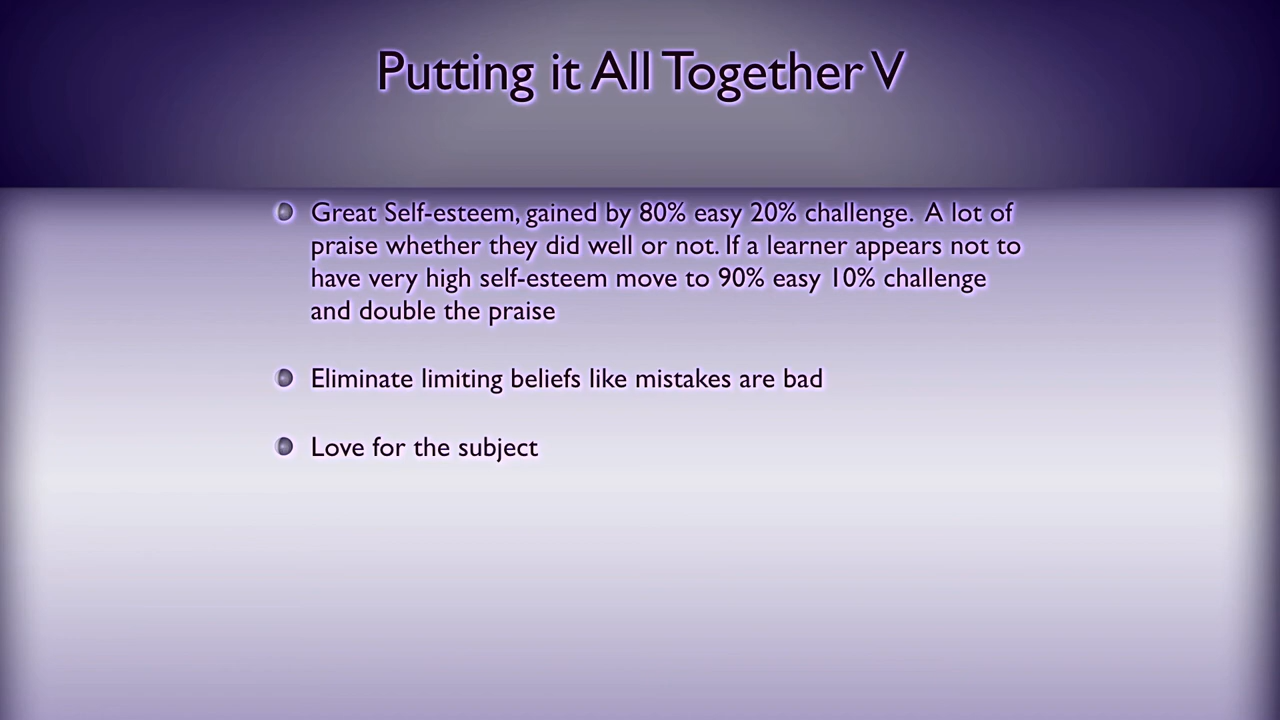 Putting it All Together V
Great Self-esteem, gained by 80% easy 20% challenge. A lot of
praise whether they did well or not. If a learner appears not to
have very high self-esteem move to 90% easy 10% challenge
and double the praise
Eliminate limiting beliefs like mistakes are bad
Love for the subject